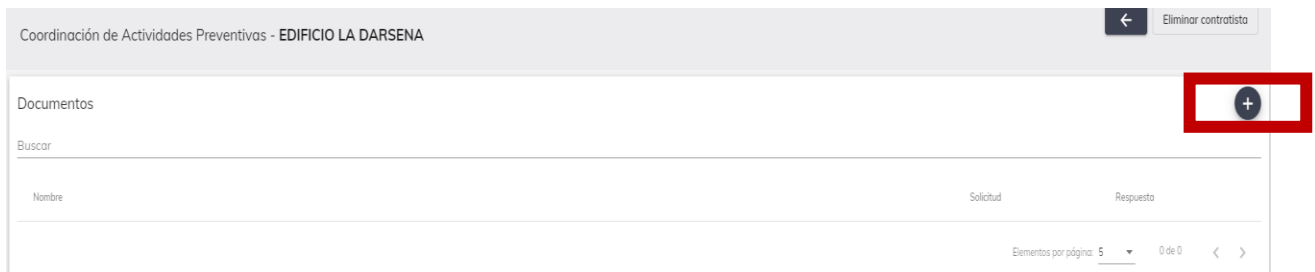 Eliminar contratista
Coordinación de Actividades Preventivas - EDIFICIO LA DARSENA
Documentos
+
Buscar
Nombre Solicitud Respuesta
Elementos por página: 5 0 de 0